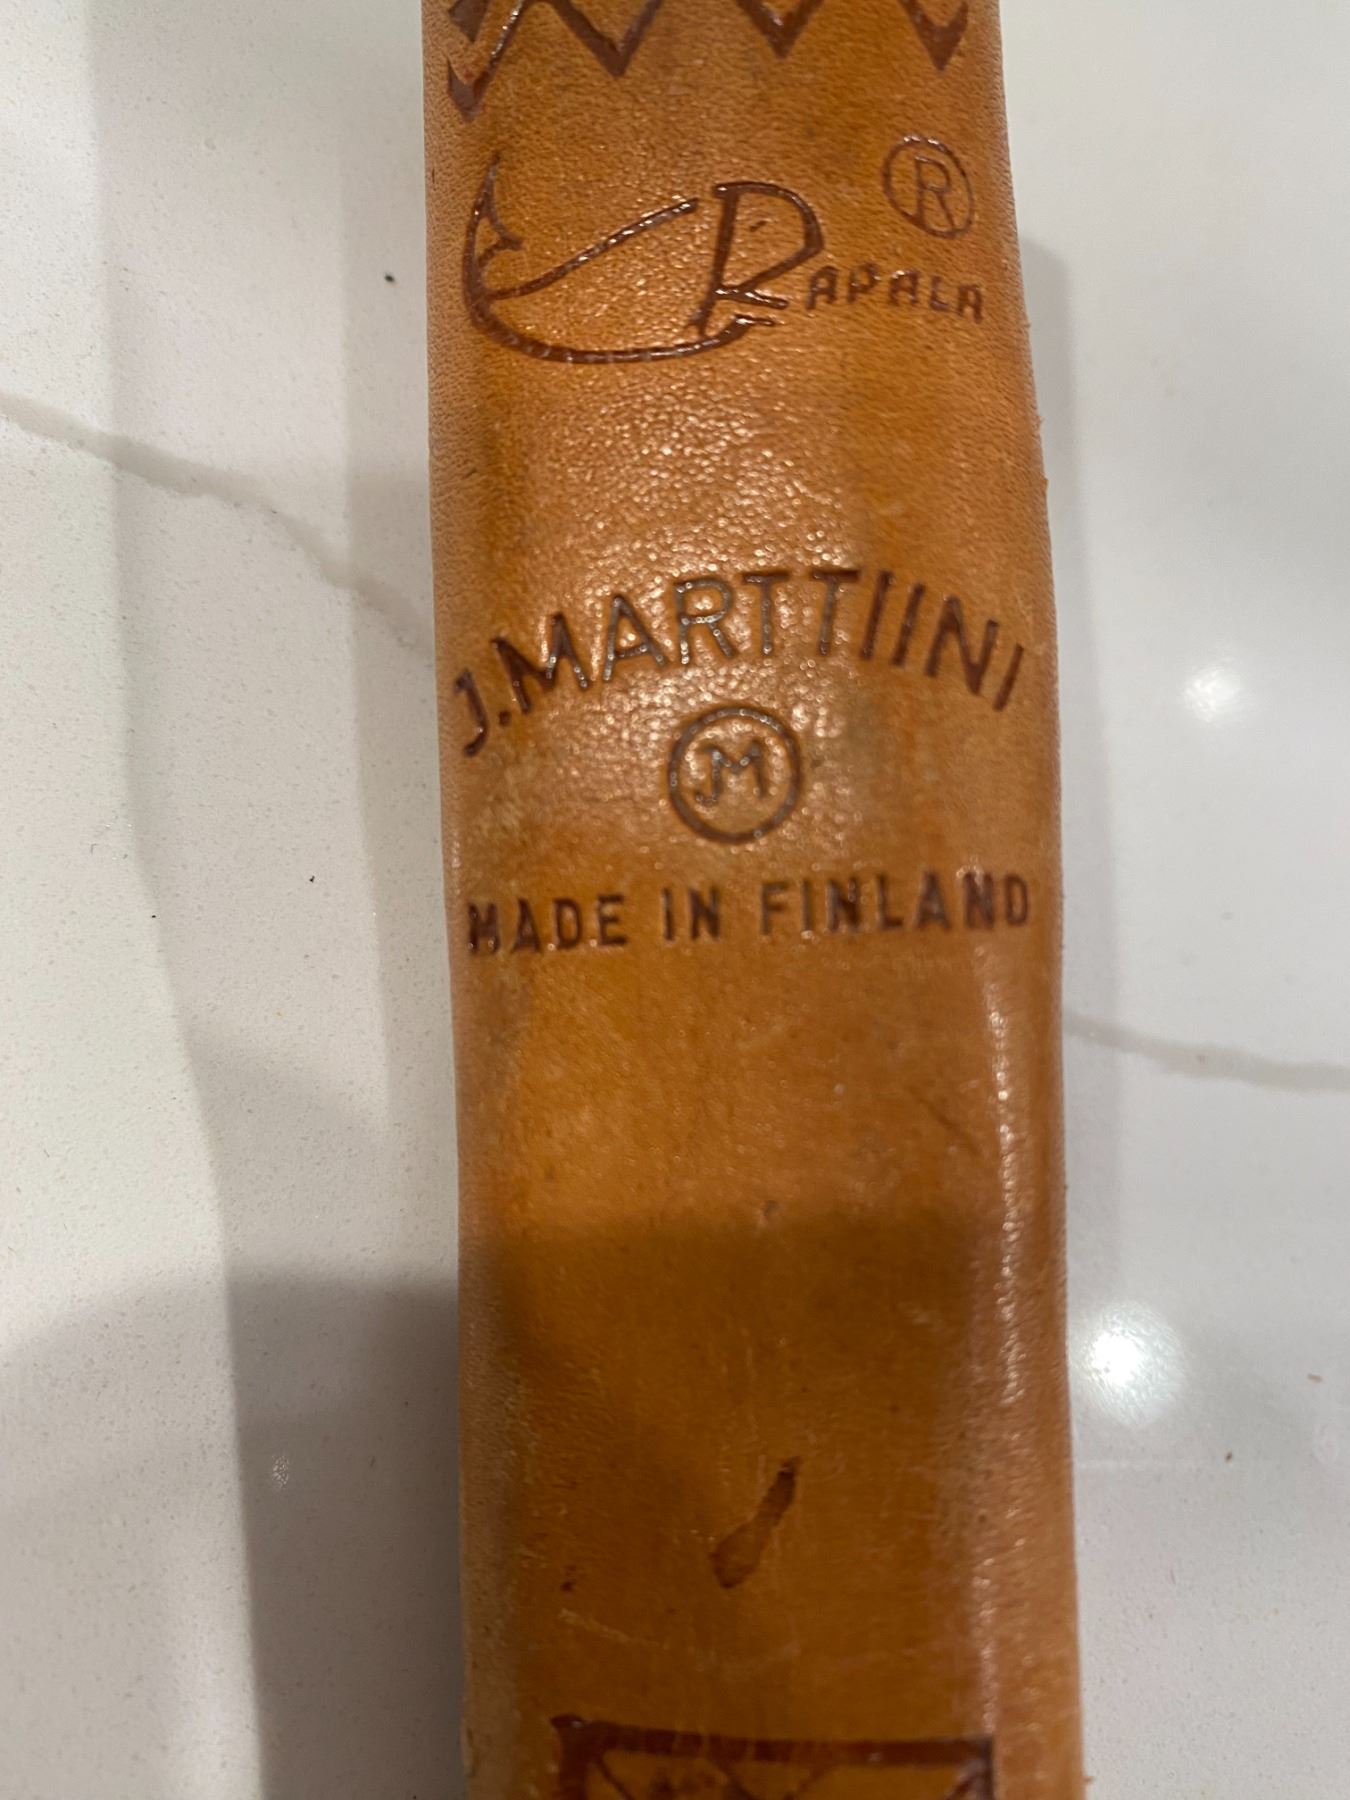 ®
RAPALA
J.MARTTIINI
JM
MADE IN FINLAND